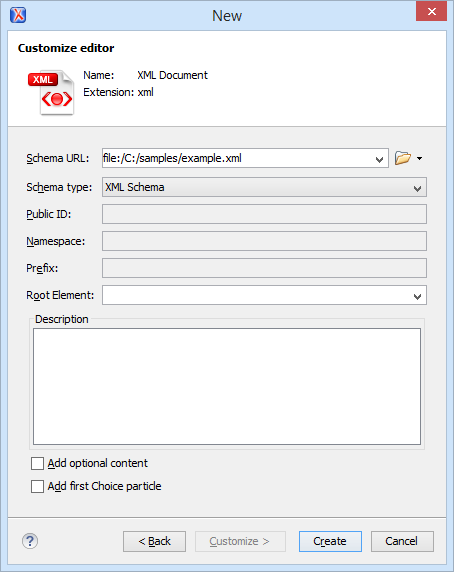 New
Customize editor
XML
Name: XML Document
Extension: xml
Schema URL: file:/C:/samples/example.xml
Schema type: XML Schema
Public ID:
Namespace:
Prefix:
Root Element:
Description
Add optional content
Add first Choice particle
? < Back Customize > Create Cancel